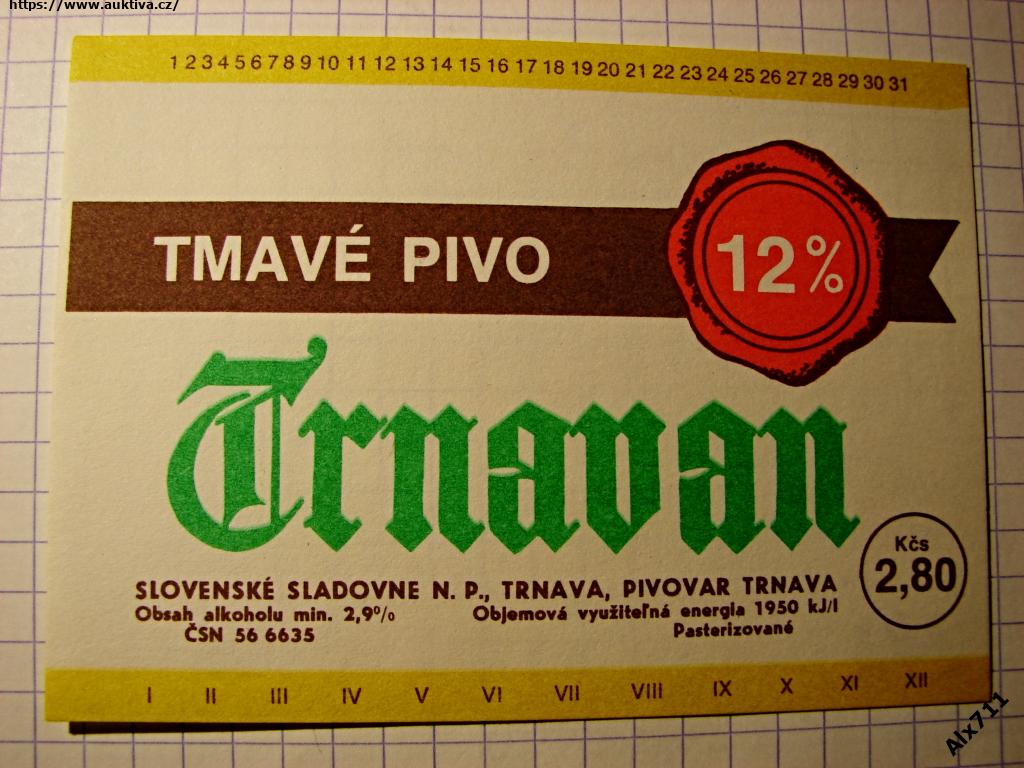 https://www.auktiva.cz/
1 2 3 4 5 6 7 8 9 10 11 12 13 14 15 16 17 18 19 20 21 22 23 24 25 26 27 28 29 30 31
TMAVÉ PIVO
12%
Trnavan
Kčs
2,80
SLOVENSKÉ SLADOVNE N. P., TRNAVA, PIVOVAR TRNAVA
Obsah alkoholu min. 2,9% Objemová využiteľná energia 1950 kJ/l
ČSN 56 6635 Pasterizované
I II III IV V VI VII VIII IX X XI XII
Alx711